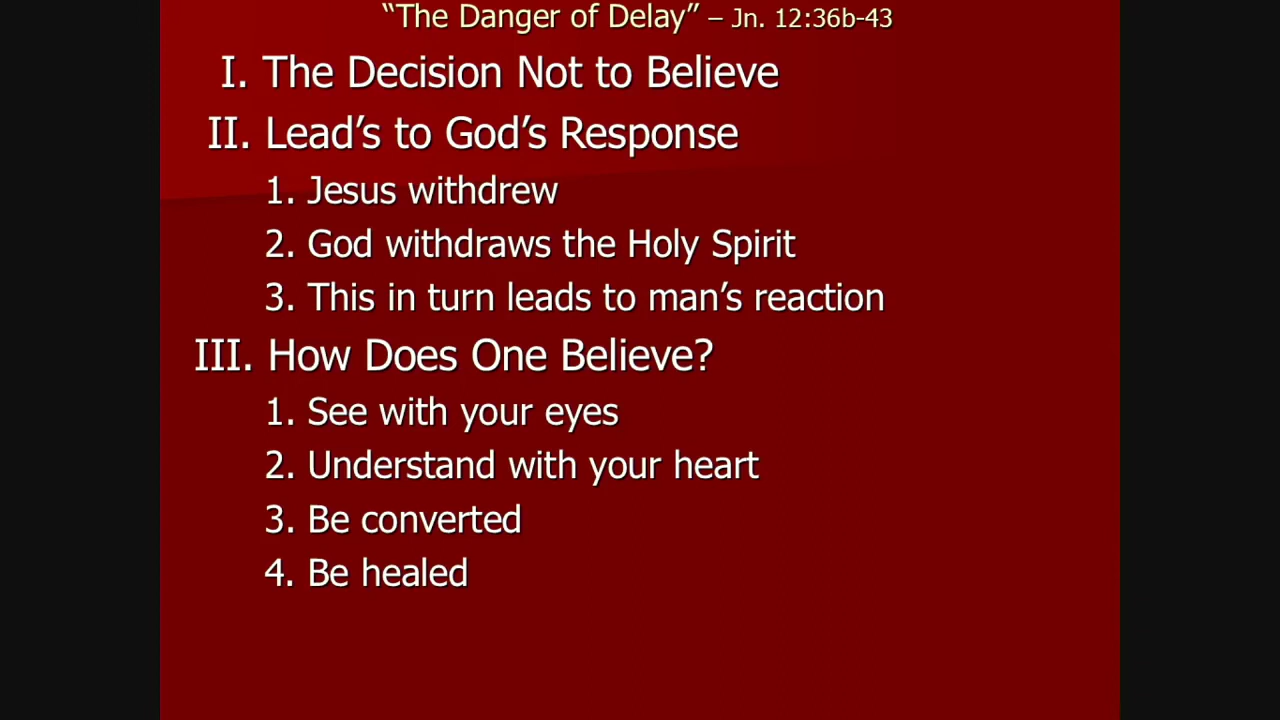 “The Danger of Delay” – Jn. 12:36b-43
I. The Decision Not to Believe
II. Lead’s to God’s Response
1. Jesus withdrew
2. God withdraws the Holy Spirit
3. This in turn leads to man’s reaction
III. How Does One Believe?
1. See with your eyes
2. Understand with your heart
3. Be converted
4. Be healed